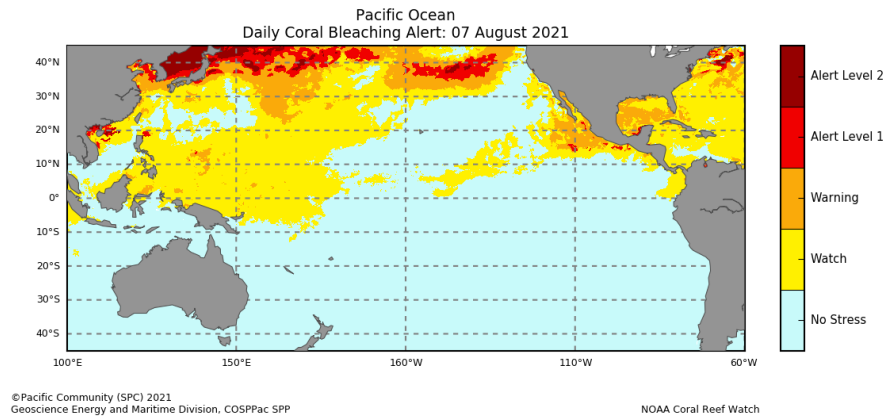 Pacific Ocean
Daily Coral Bleaching Alert: 07 August 2021
40°N
30°N
20°N
10°N
0°
10°S
20°S
30°S
40°S
100°E
150°E
160°W
110°W
60°W
Alert Level 2
Alert Level 1
Warning
Watch
No Stress
©Pacific Community (SPC) 2021
Geoscience Energy and Maritime Division, COSPPac SPP
NOAA Coral Reef Watch